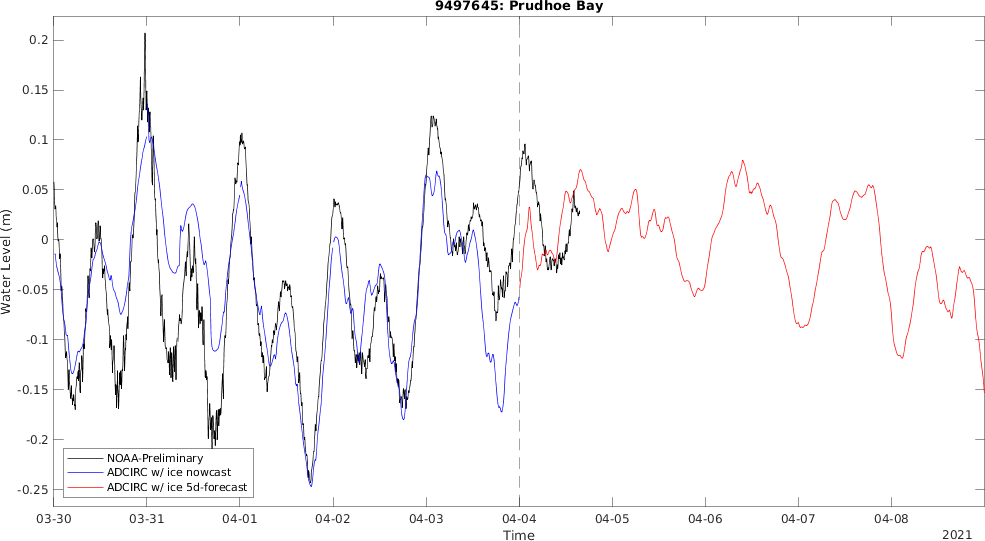 9497645: Prudhoe Bay
Water Level (m)
0.2
0.15
0.1
0.05
0
-0.05
-0.1
-0.15
-0.2
-0.25
NOAA-Preliminary
ADCIRC w/ ice nowcast
ADCIRC w/ ice 5d-forecast
03-30 03-31 04-01 04-02 04-03 04-04 04-05 04-06 04-07 04-08
Time
2021